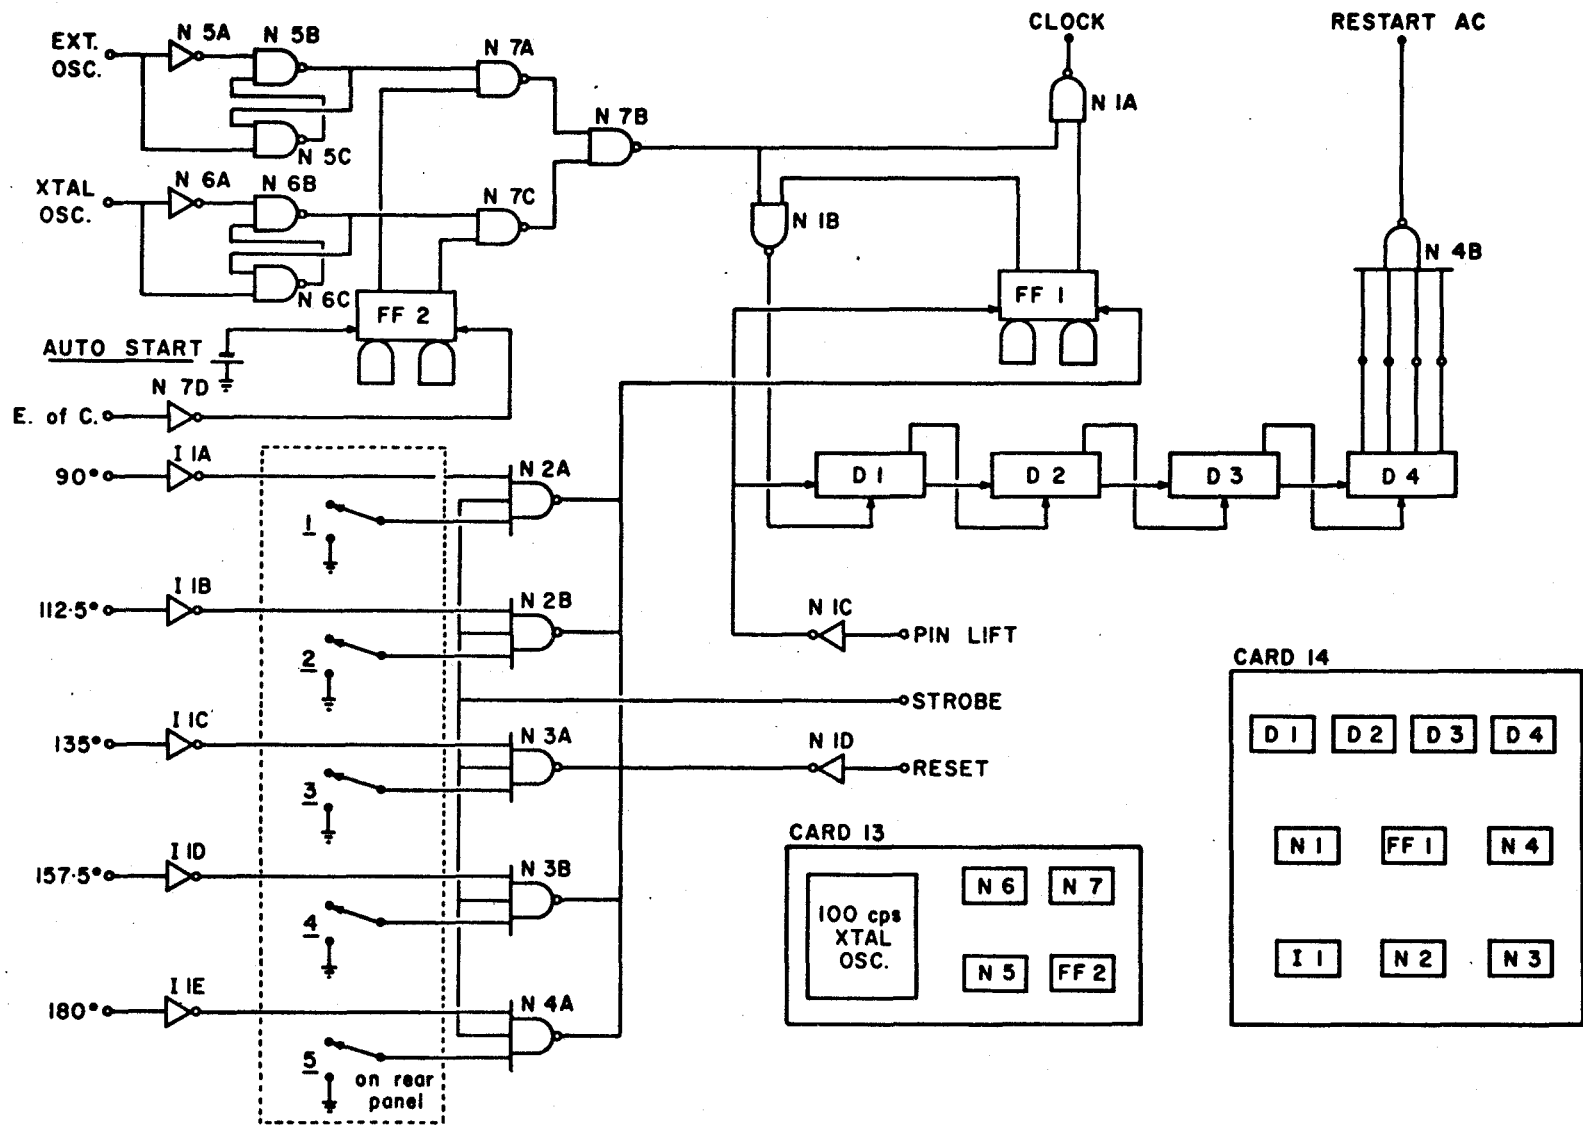 EXT.
OSC.
N 5A
N 5B
N 5C
N 7A
N 7B
CLOCK
N 1A
RESTART AC
XTAL
OSC.
N 6A
N 6B
N 6C
N 7C
N 1B
N 4B
FF 2
FF 1
AUTO START
N 7D
E. of C.
90°
I 1A
N 2A
1
D 1
D 2
D 3
D 4
112·5°
I 1B
N 2B
2
N 1C
PIN LIFT
STROBE
135°
I 1C
N 3A
3
N 1D
RESET
157·5°
I 1D
N 3B
4
180°
I 1E
N 4A
5
on rear
panel
CARD 13
100 cps
XTAL
OSC.
N 6
N 7
N 5
FF 2
CARD 14
D 1
D 2
D 3
D 4
N 1
FF 1
N 4
I 1
N 2
N 3